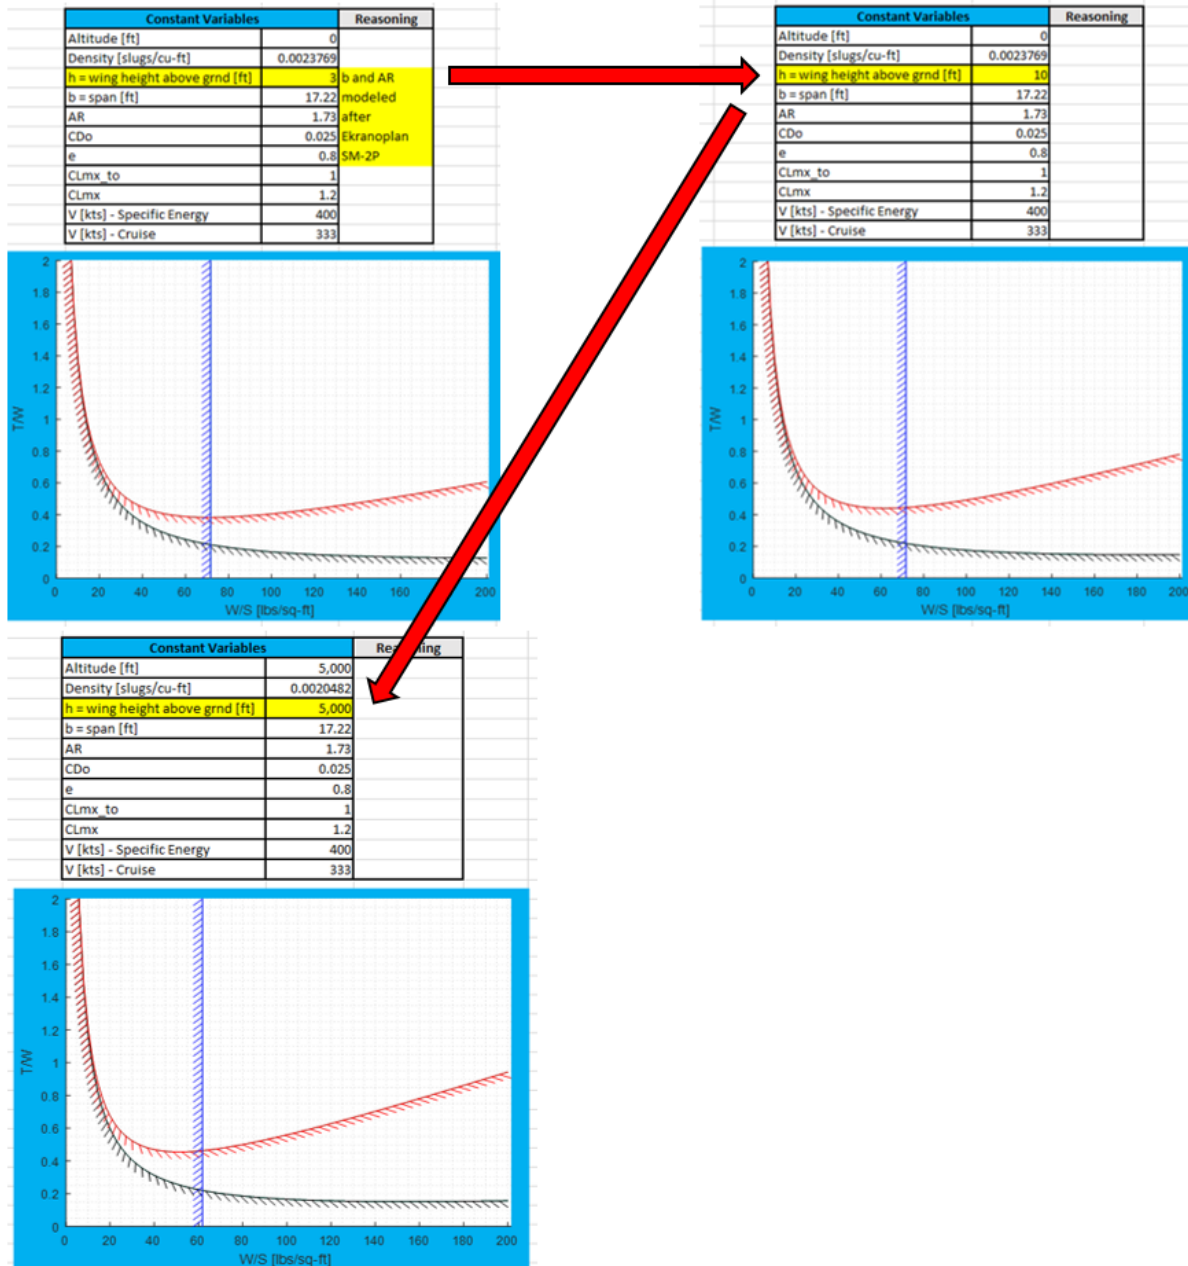 Constant Variables Reasoning
Altitude [ft] 0
Density [slugs/cu-ft] 0.0023769
h = wing height above grnd [ft] 3 b and AR
b = span [ft] 17.22 modeled
AR 1.73 after
CDo 0.025 Ekranoplan
e 0.8 SM-2P
CLmx_to 1
CLmx 1.2
V [kts] - Specific Energy 400
V [kts] - Cruise 333
2
1.8
1.6
1.4
1.2
1
0.8
0.6
0.4
0.2
0
T/W
0 20 40 60 80 100 120 140 160 200
W/S [lbs/sq-ft]
Constant Variables Reasoning
Altitude [ft] 0
Density [slugs/cu-ft] 0.0023769
h = wing height above grnd [ft] 10
b = span [ft] 17.22
AR 1.73
CDo 0.025
e 0.8
CLmx_to 1
CLmx 1.2
V [kts] - Specific Energy 400
V [kts] - Cruise 333
2
1.8
1.6
1.4
1.2
1
0.8
0.6
0.4
0.2
0
T/W
0 20 40 60 80 100 120 140 160 180 200
W/S [lbs/sq-ft]
Constant Variables
Altitude [ft] 5,000
Density [slugs/cu-ft] 0.0020482
h = wing height above grnd [ft] 5,000
b = span [ft] 17.22
AR 1.73
CDo 0.025
e 0.8
CLmx_to 1
CLmx 1.2
V [kts] - Specific Energy 400
V [kts] - Cruise 333
2
1.8
1.6
1.4
1.2
1
0.8
0.6
0.4
0.2
0
T/W
0 20 40 60 80 100 120 140 160 180 200
W/S [lbs/sq-ft]